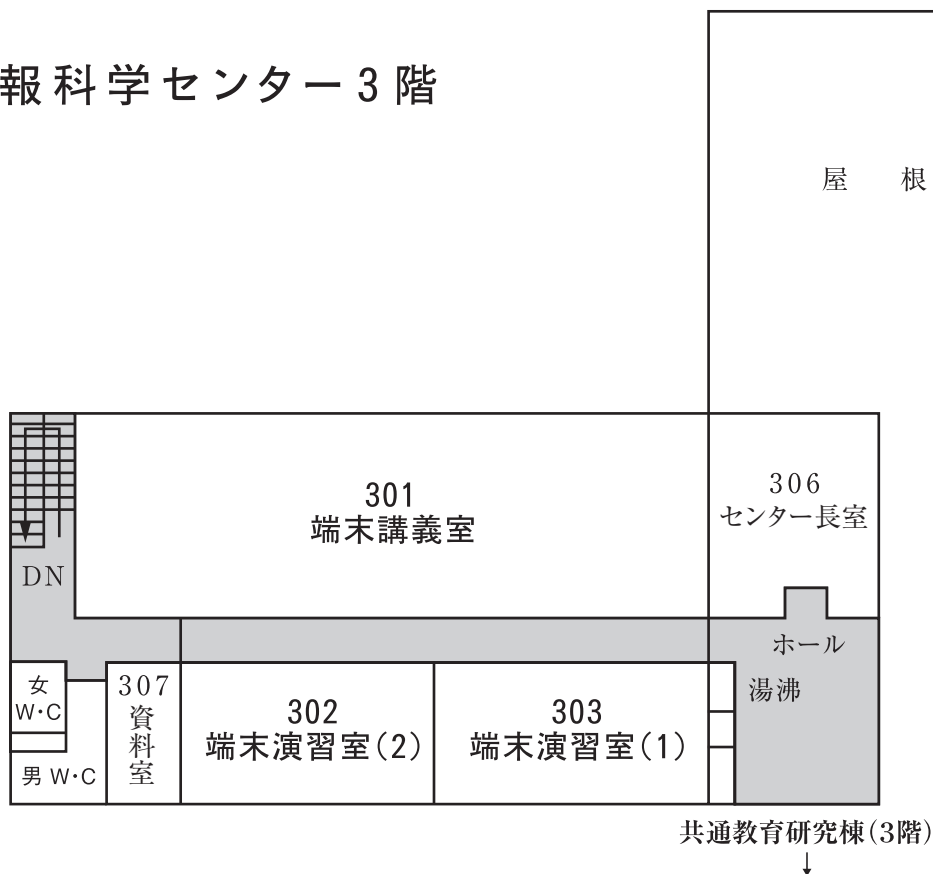 報科学センター3階
屋 根
301
端末講義室
306
センター長室
DN
ホール
湯沸
女
W・C
男 W・C
307
資料室
302
端末演習室(2)
303
端末演習室(1)
共通教育研究棟(3階)